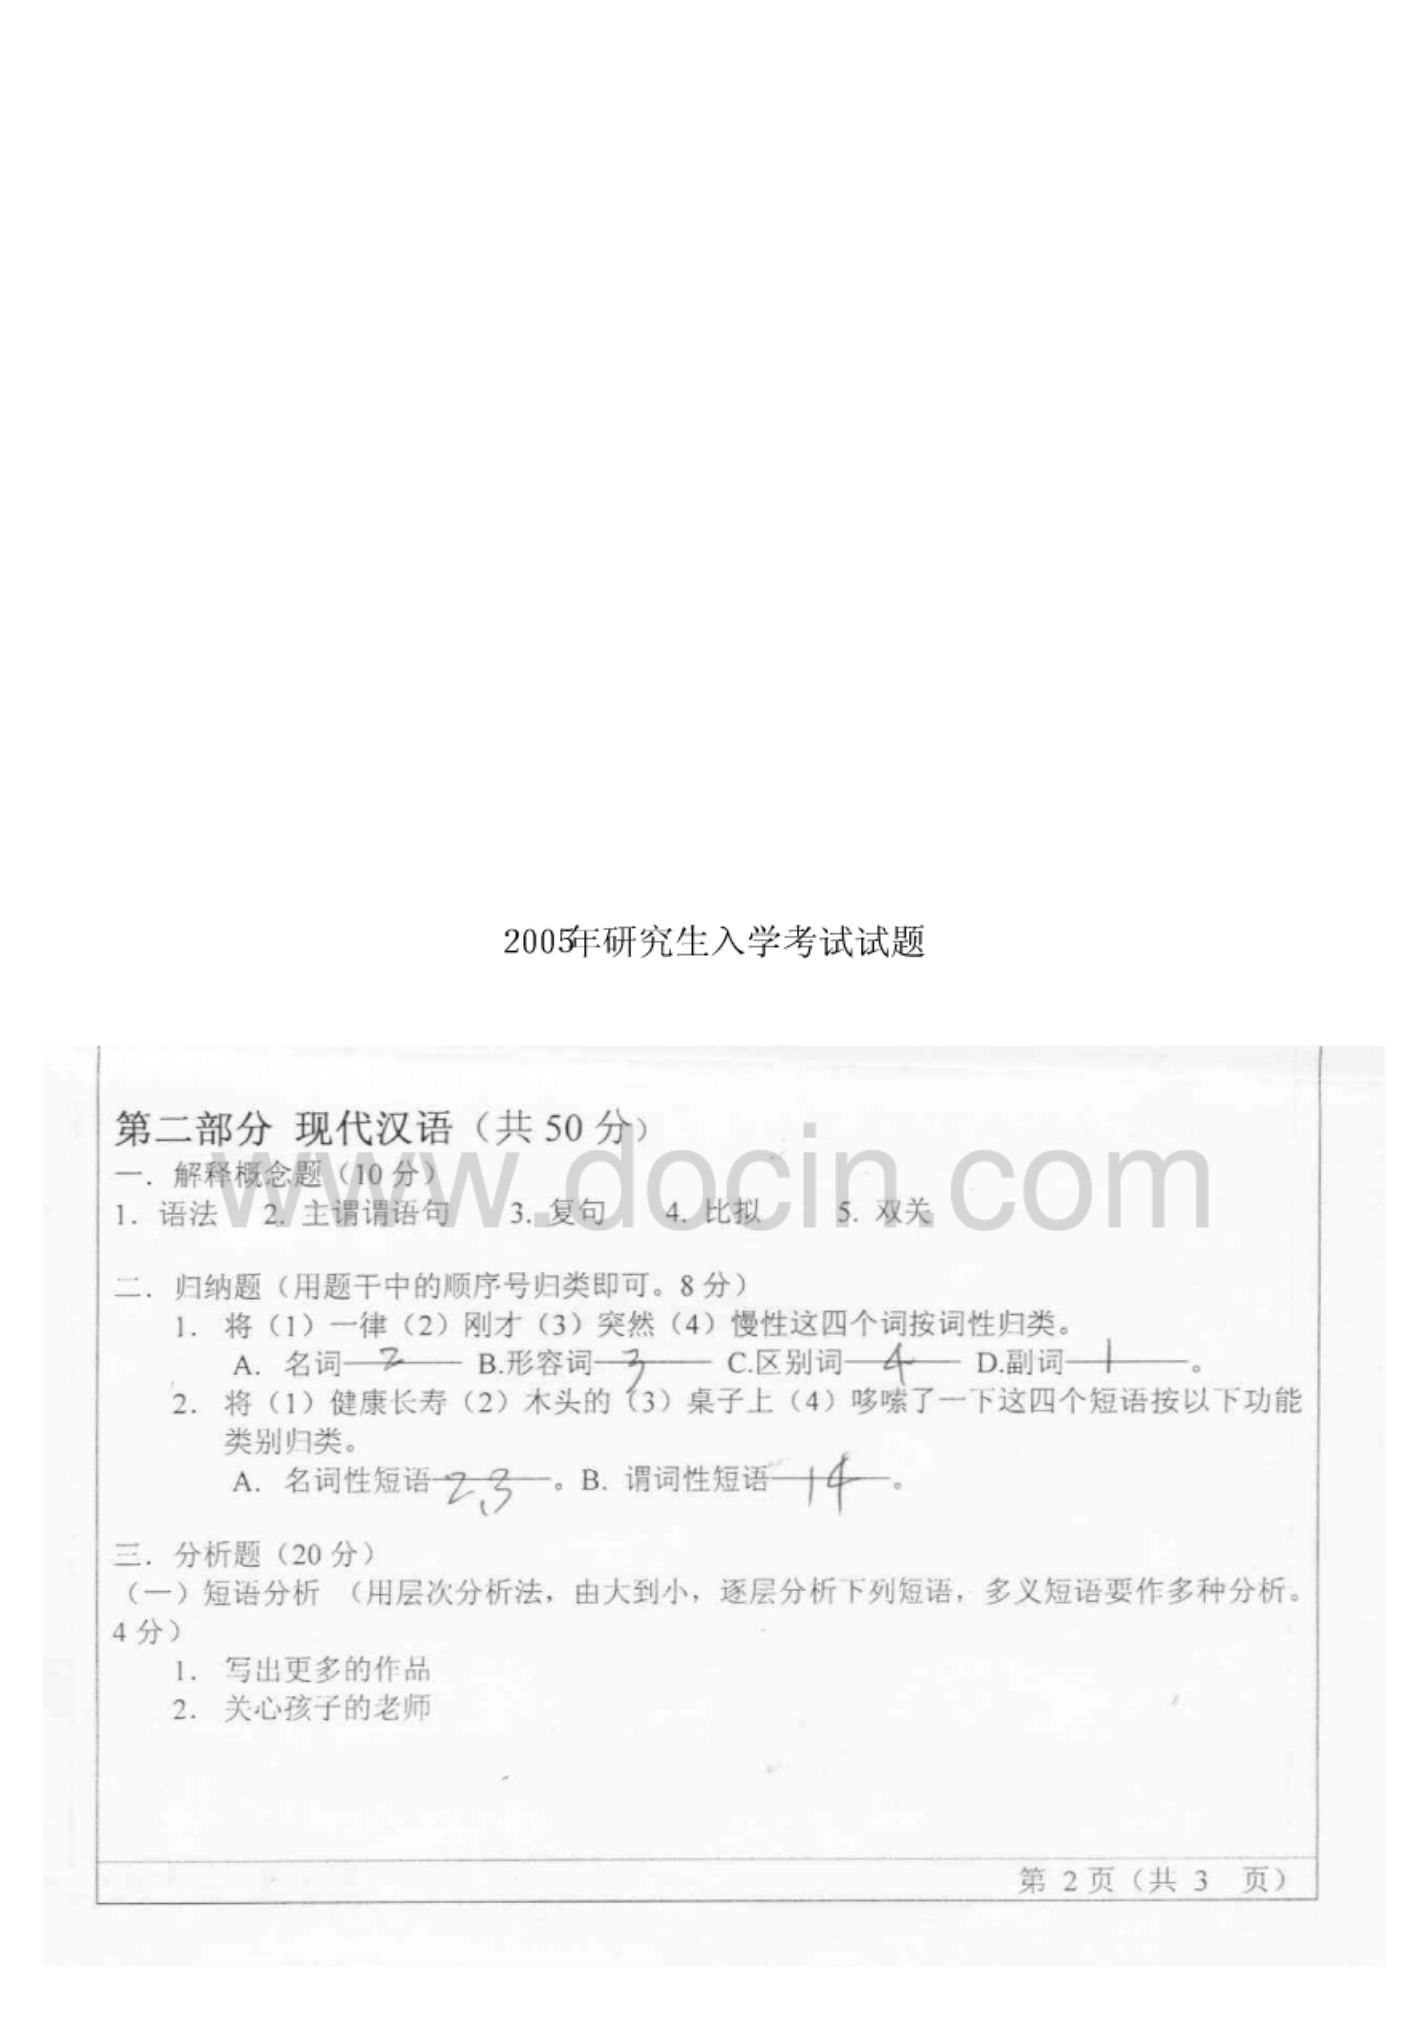 2005年研究生入学考试试题
第二部分 现代汉语（共 50 分）
www.docin.com
一．解释概念题（10 分）
1. 语法 2. 主谓谓语句 3. 复句 4. 比拟 5. 双关
二．归纳题（用题干中的顺序号归类即可。8 分）
1. 将（1）一律（2）刚才（3）突然（4）慢性这四个词按词性归类。
A. 名词 2 B.形容词 3 C.区别词 4 D.副词 1 。
2. 将（1）健康长寿（2）木头的（3）桌子上（4）哆嗦了一下这四个短语按以下功能
类别归类。
A. 名词性短语 2、3 。B. 谓词性短语 14 。
三．分析题（20 分）
（一）短语分析 （用层次分析法，由大到小，逐层分析下列短语，多义短语要作多种分析。
4 分）
1. 写出更多的作品
2. 关心孩子的老师
第 2 页（共 3 页）